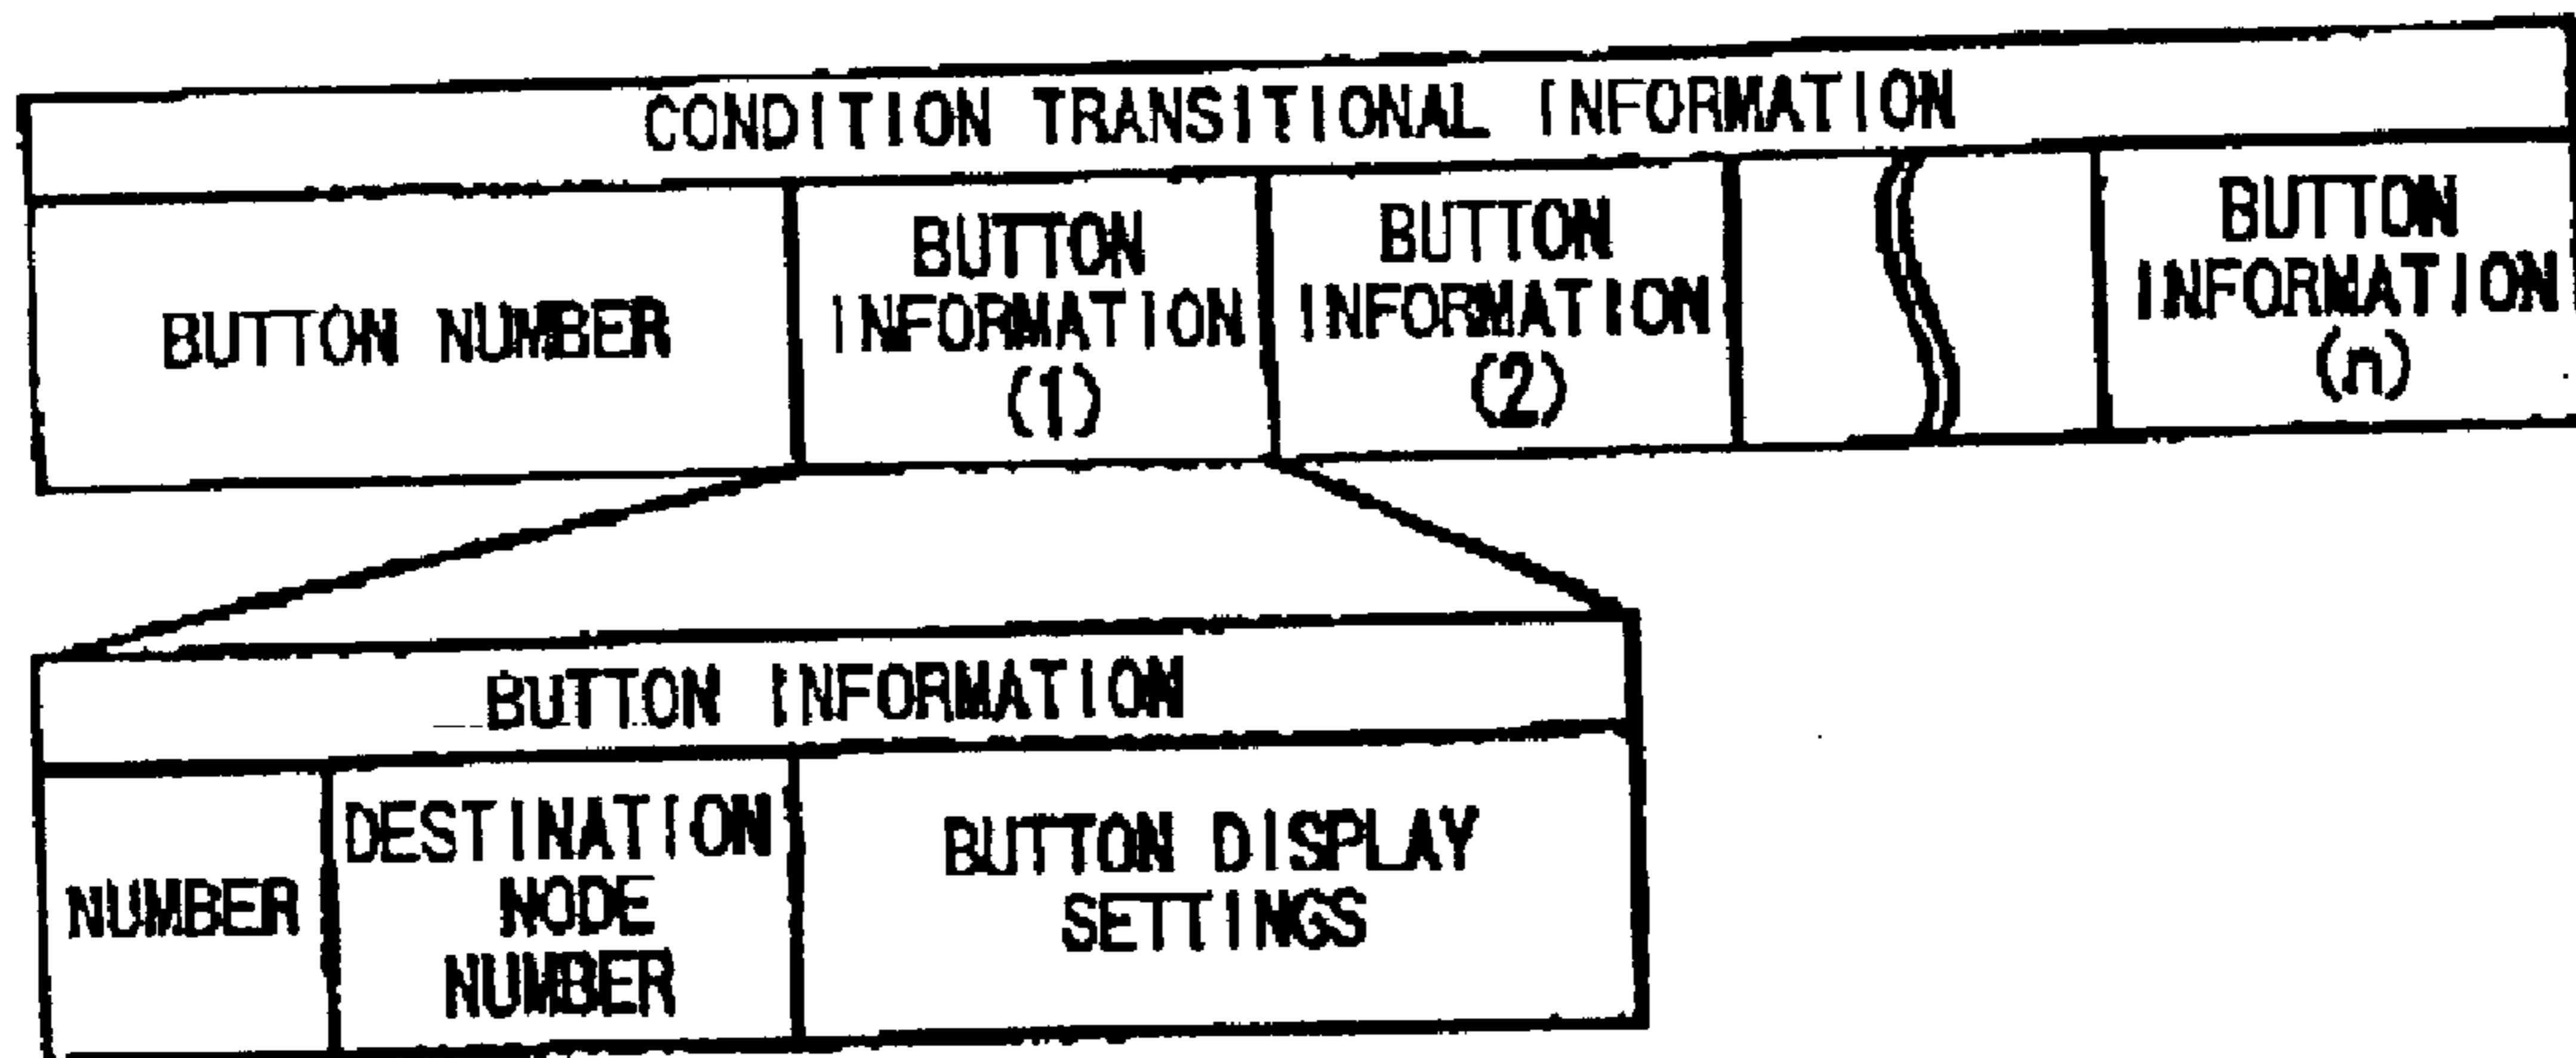 CONDITION TRANSITIONAL INFORMATION
BUTTON NUMBER
BUTTON
INFORMATION
(1)
BUTTON
INFORMATION
(2)
BUTTON
INFORMATION
(n)
BUTTON INFORMATION
NUMBER
DESTINATION
NODE
NUMBER
BUTTON DISPLAY
SETTINGS